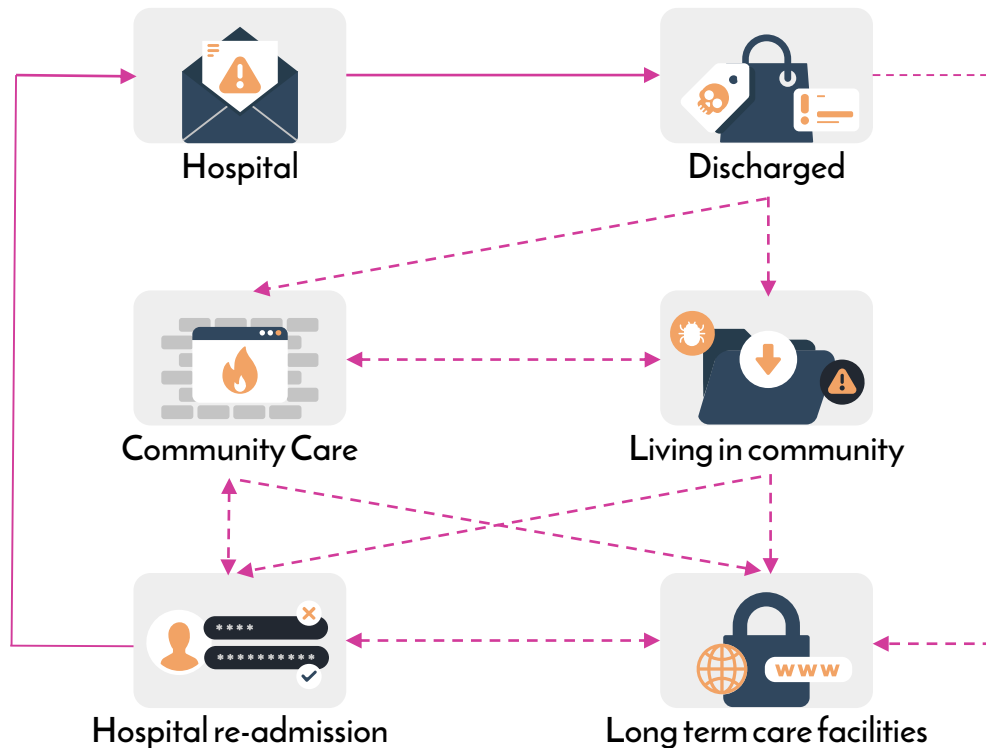 Hospital
Discharged
Community Care
Living in community
****
**********
www
Hospital re-admission
Long term care facilities